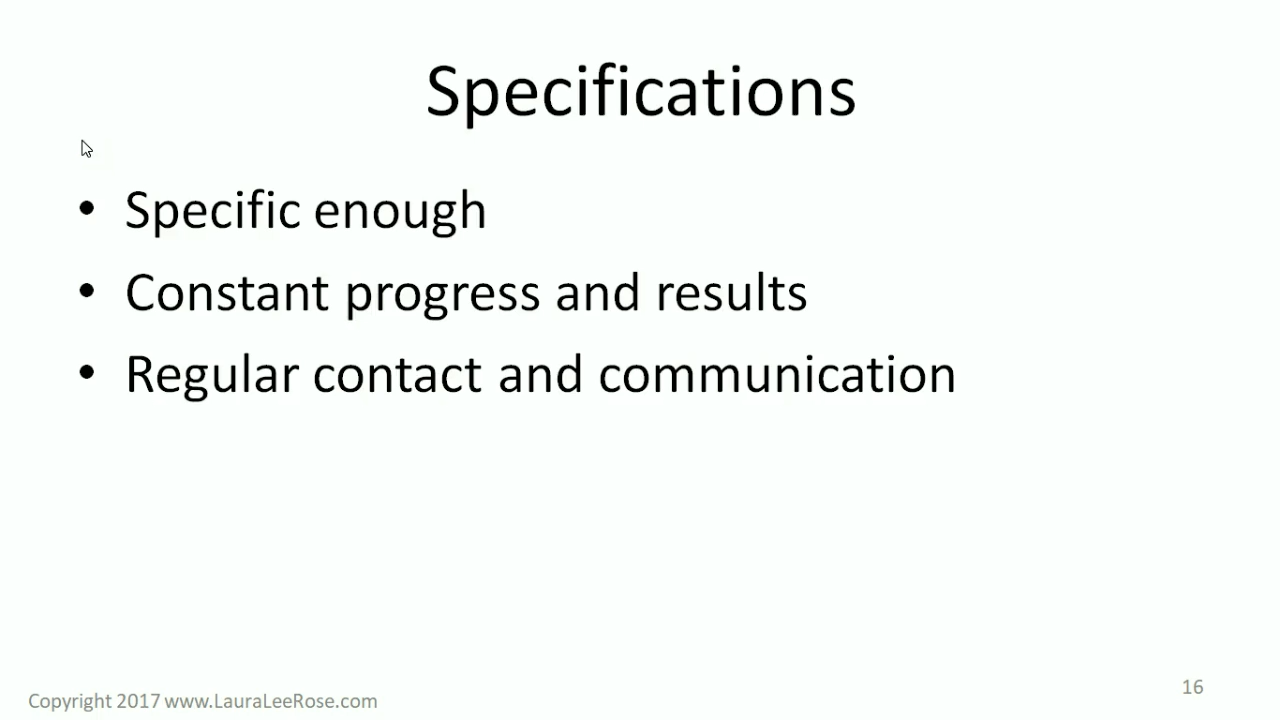 Specifications
• Specific enough
• Constant progress and results
• Regular contact and communication
Copyright 2017 www.LauraLeeRose.com
16